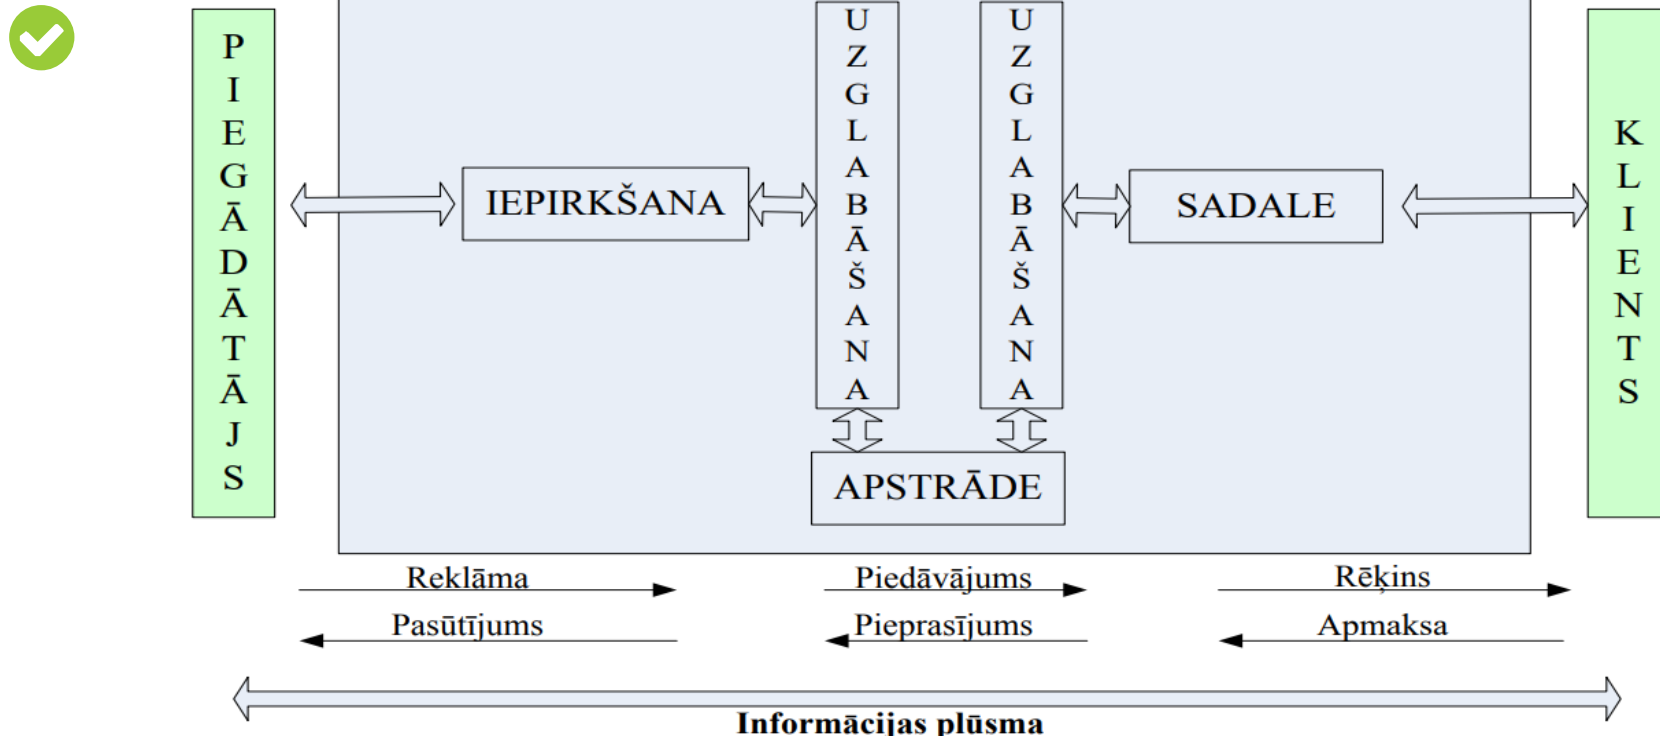 PIEGĀDĀTĀJS
IEPIRKŠANA
UZGLABĀŠANA
UZGLABĀŠANA
SADALE
KLIENTS
APSTRĀDE
Reklāma
Piedāvājums
Rēķins
Pasūtījums
Pieprasījums
Apmaksa
Informācijas plūsma